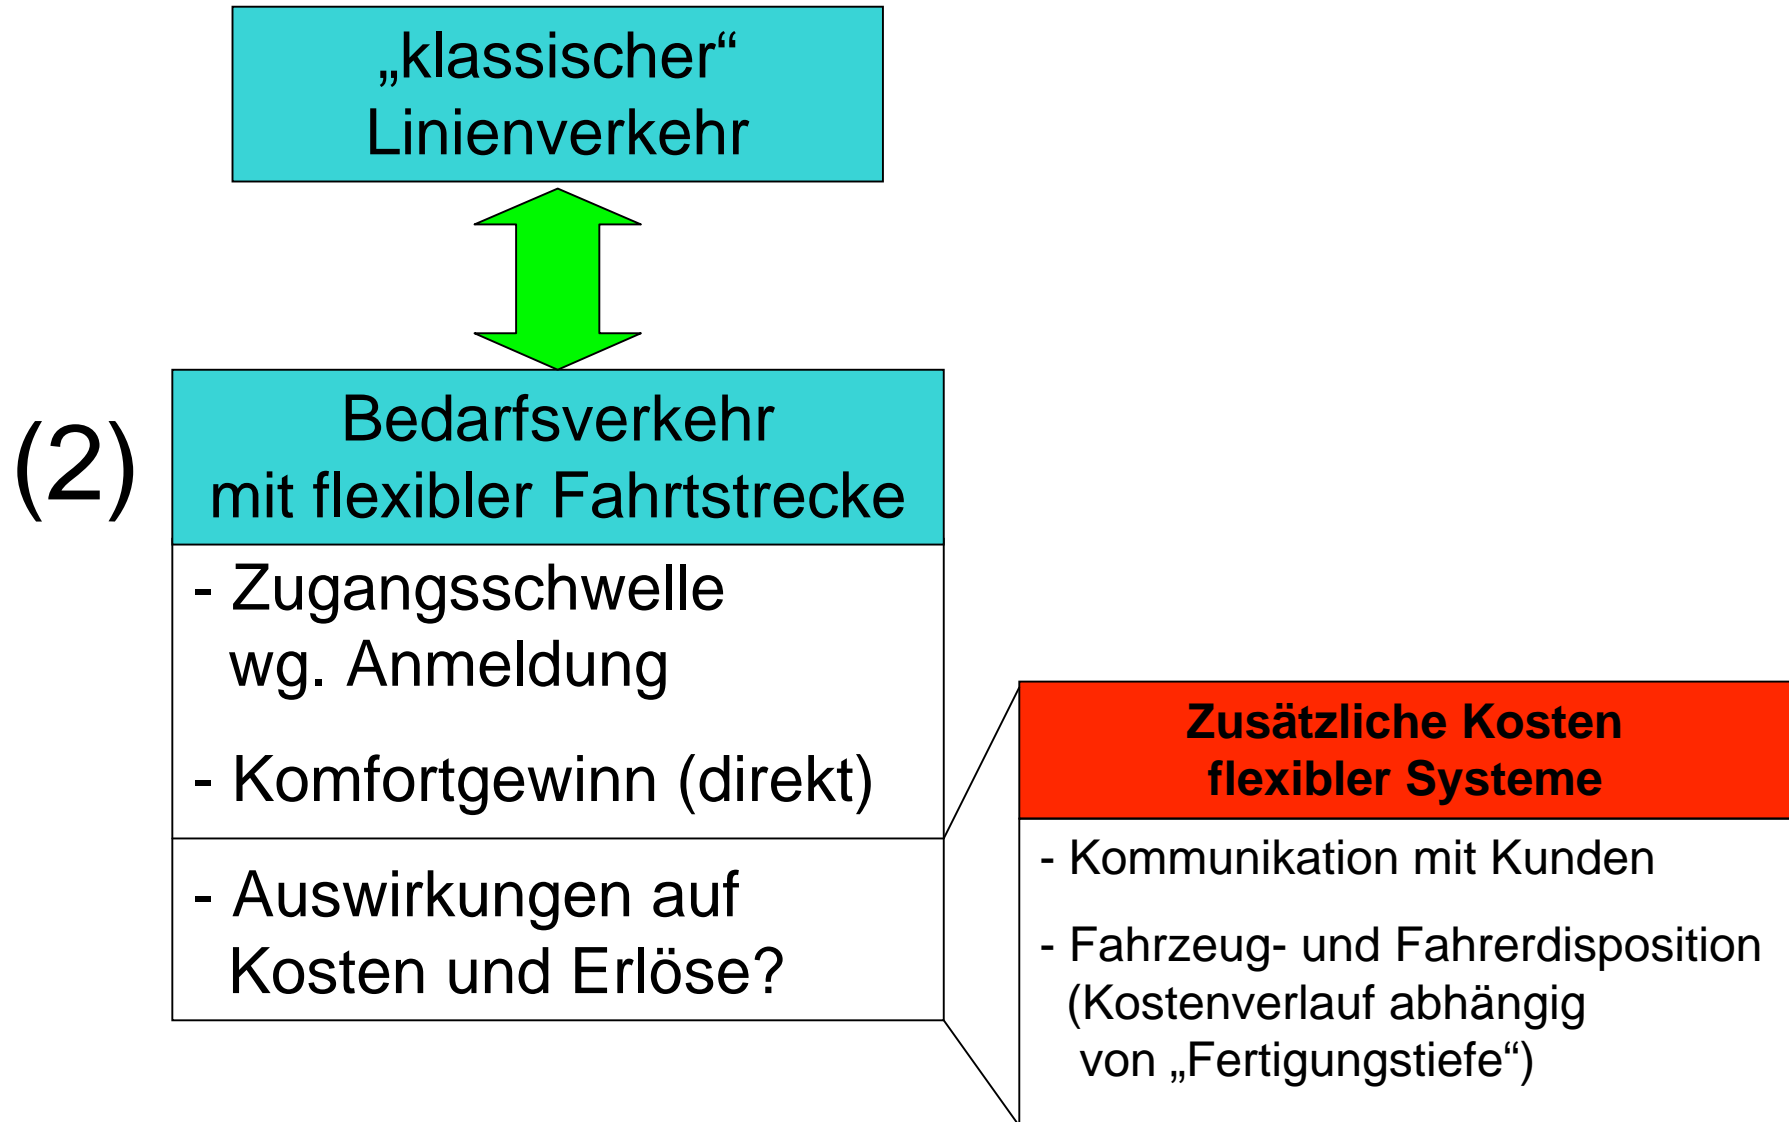 „klassischer“
Linienverkehr
(2)
Bedarfsverkehr
mit flexibler Fahrtstrecke
- Zugangsschwelle
wg. Anmeldung
- Komfortgewinn (direkt)
- Auswirkungen auf
Kosten und Erlöse?
Zusätzliche Kosten
flexibler Systeme
- Kommunikation mit Kunden
- Fahrzeug- und Fahrerdisposition
(Kostenverlauf abhängig
von „Fertigungstiefe“)